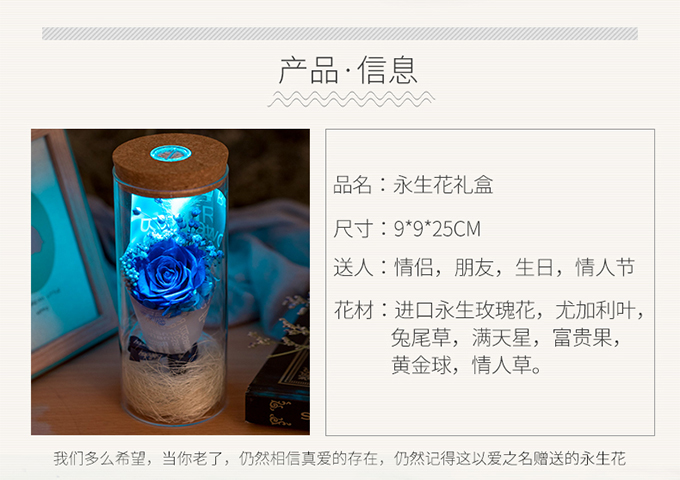 产品·信息
品名：永生花礼盒
尺寸：9*9*25CM
送人：情侣，朋友，生日，情人节
花材：进口永生玫瑰花，尤加利叶，
兔尾草，满天星，富贵果，
黄金球，情人草。
我们多么希望，当你老了，仍然相信真爱的存在，仍然记得这以爱之名赠送的永生花